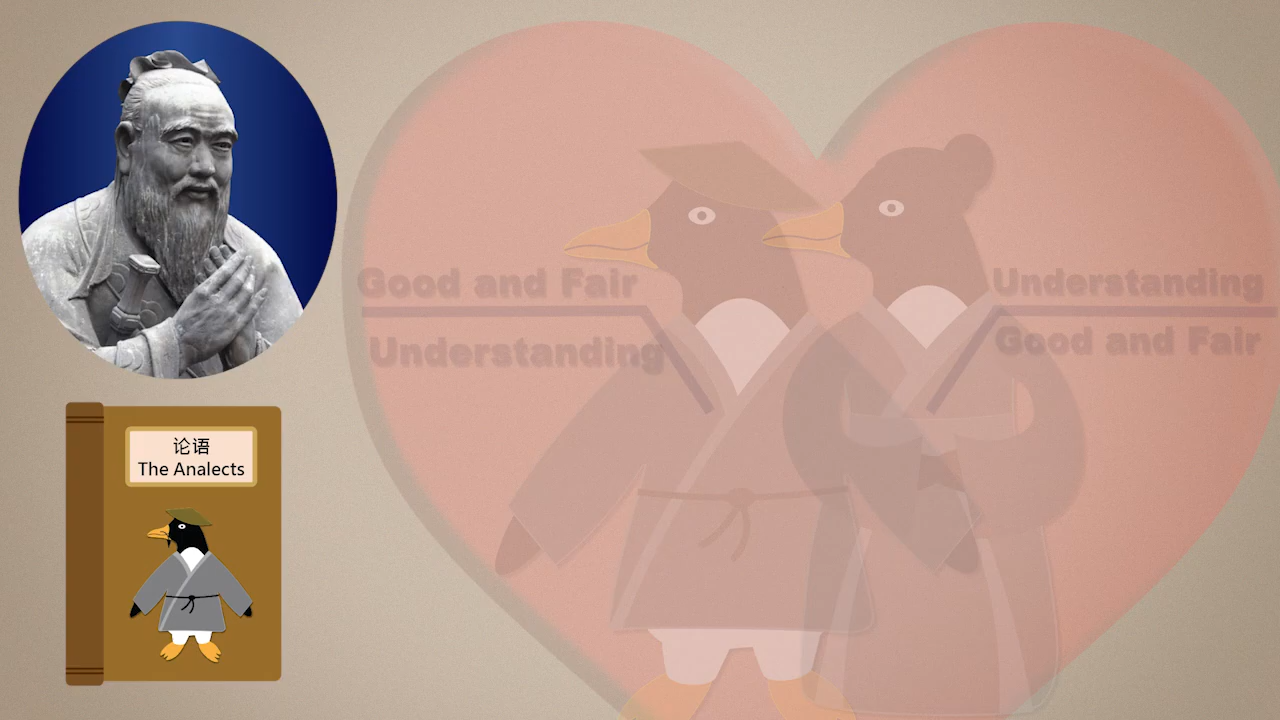 Good and Fair
Understanding
Understanding
Good and Fair
论语
The Analects